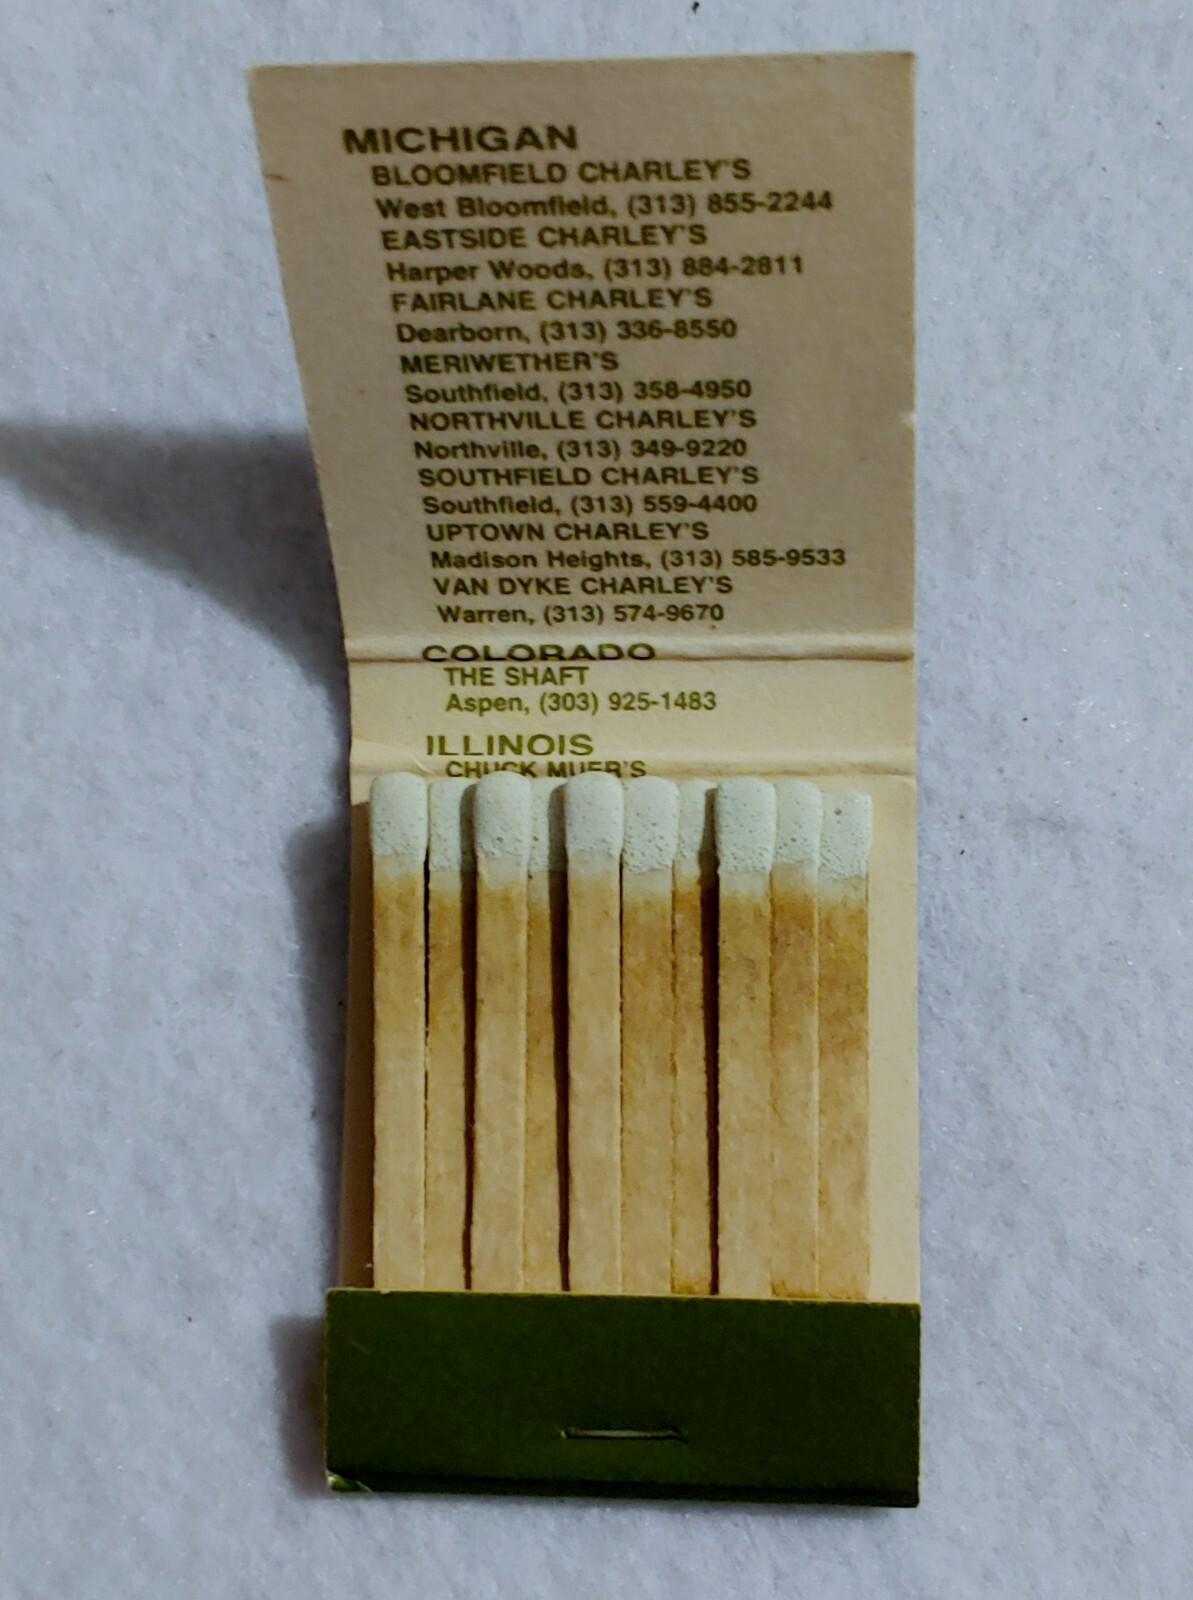 MICHIGAN
BLOOMFIELD CHARLEY'S
West Bloomfield, (313) 855-2244
EASTSIDE CHARLEY'S
Harper Woods, (313) 884-2811
FAIRLANE CHARLEY'S
Dearborn, (313) 336-8550
MERIWETHER'S
Southfield, (313) 358-4950
NORTHVILLE CHARLEY'S
Northville, (313) 349-9220
SOUTHFIELD CHARLEY'S
Southfield, (313) 559-4400
UPTOWN CHARLEY'S
Madison Heights, (313) 585-9533
VAN DYKE CHARLEY'S
Warren, (313) 574-9670
COLORADO
THE SHAFT
Aspen, (303) 925-1483
ILLINOIS
CHUCK MUER'S